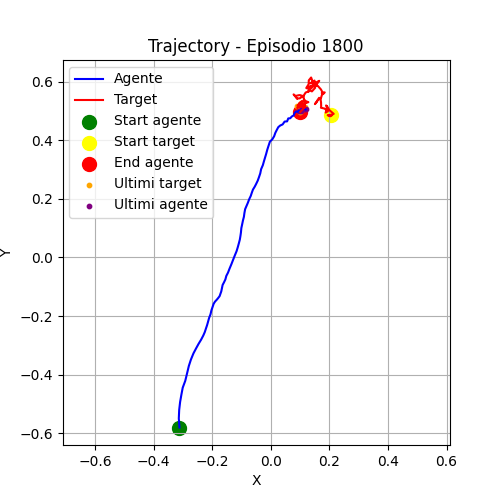 Trajectory - Episodio 1800
Agente
Target
Start agente
Start target
End agente
Ultimi target
Ultimi agente
0.6
0.4
0.2
0.0
−0.2
−0.4
−0.6
Y
−0.6
−0.4
−0.2
0.0
0.2
0.4
0.6
X